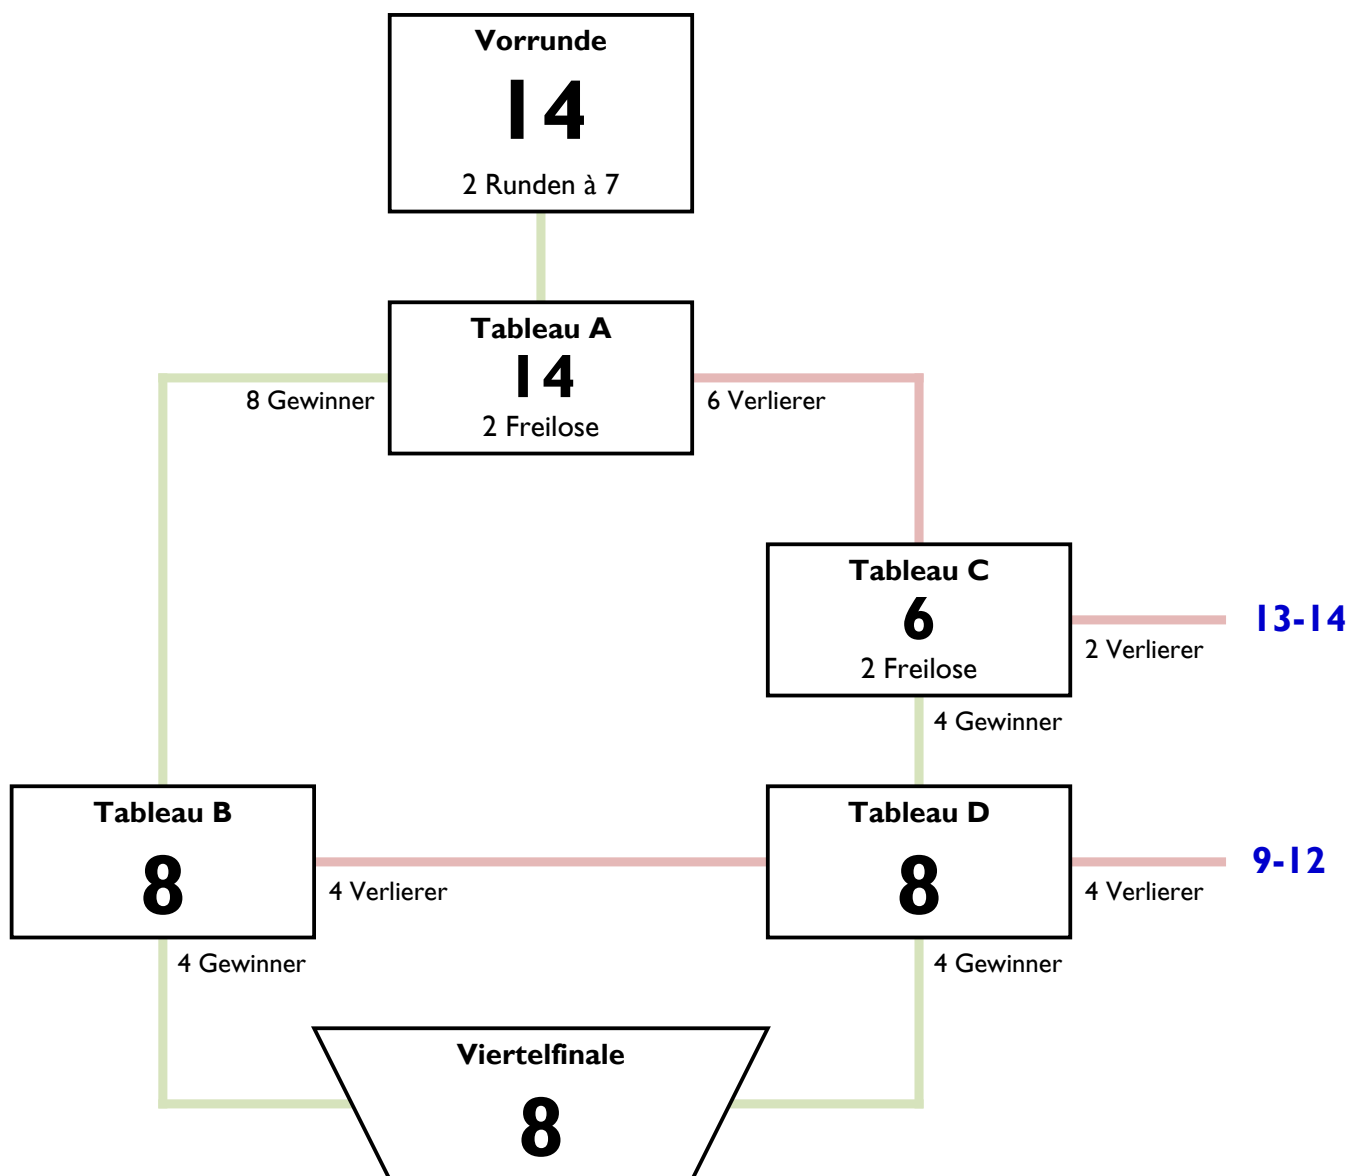 Vorrunde
14
2 Runden à 7
Tableau A
14
2 Freilose
8 Gewinner
6 Verlierer
Tableau C
6
2 Freilose
13-14
2 Verlierer
4 Gewinner
Tableau B
8
4 Verlierer
4 Gewinner
Tableau D
8
9-12
4 Verlierer
4 Gewinner
Viertelfinale
8